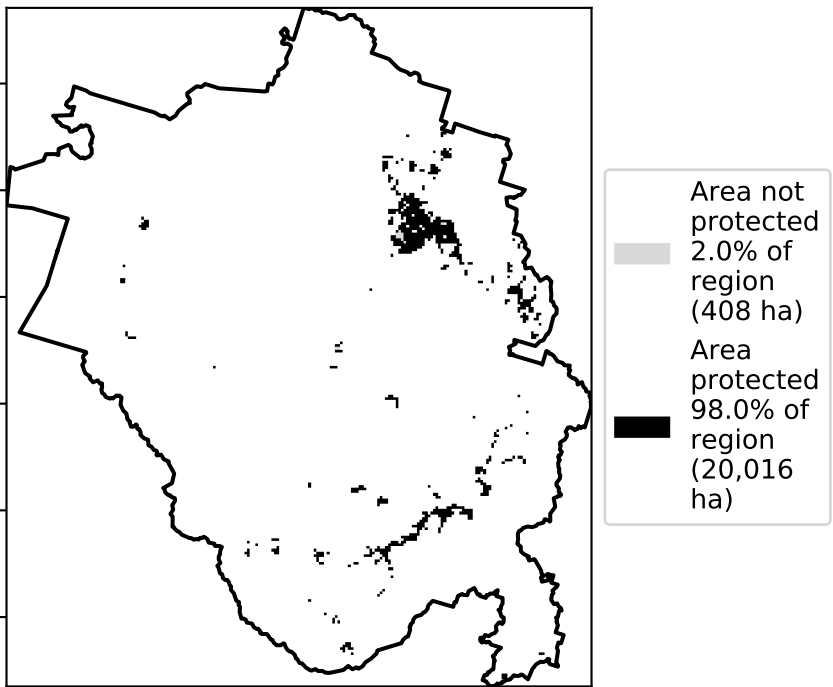 Area not
protected
2.0% of
region
(408 ha)
Area
protected
98.0% of
region
(20,016
ha)